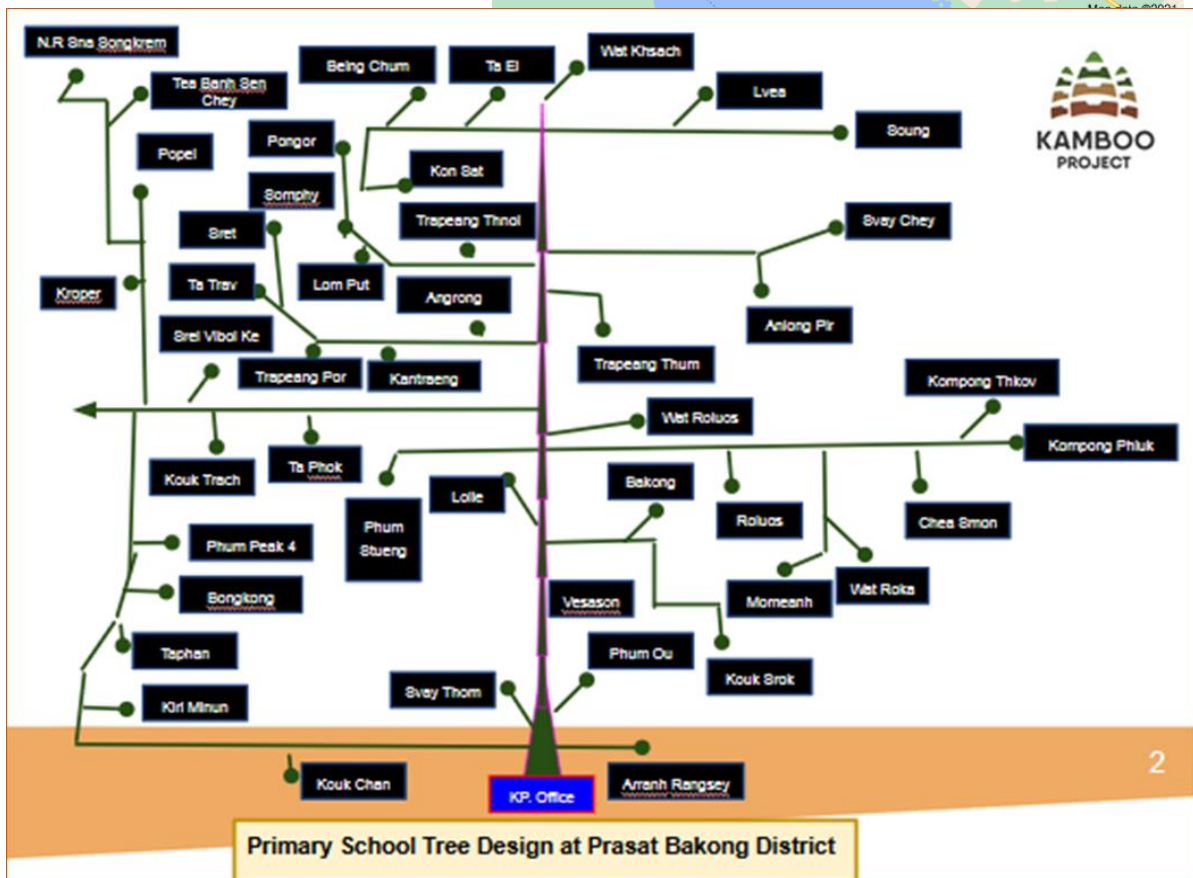 Map data ©2021
N.R Sna Songkrem
Tea Banh Sen
Chey
Being Chum
Ta El
Wat Khsach
Lvea
Soung
KAMBOO
PROJECT
Popel
Pongor
Kon Sat
Somphy
Trapeang Thnol
Svay Chey
Sret
Kroper
Ta Trav
Lom Put
Angrong
Anlong Pir
Srei Vibol Ke
Trapeang Por
Kantraeng
Trapeang Thum
Kompong Thkov
Wat Roluos
Kompong Phluk
Kouk Trach
Ta Phok
Lolie
Bakong
Phum
Stueng
Roluos
Chea Smon
Phum Peak 4
Bongkong
Vesason
Momeanh
Wat Roka
Taphan
Phum Ou
Kouk Srok
Kiri Minun
Svay Thom
2
Kouk Chan
KP. Office
Arranh Rangsey
Primary School Tree Design at Prasat Bakong District